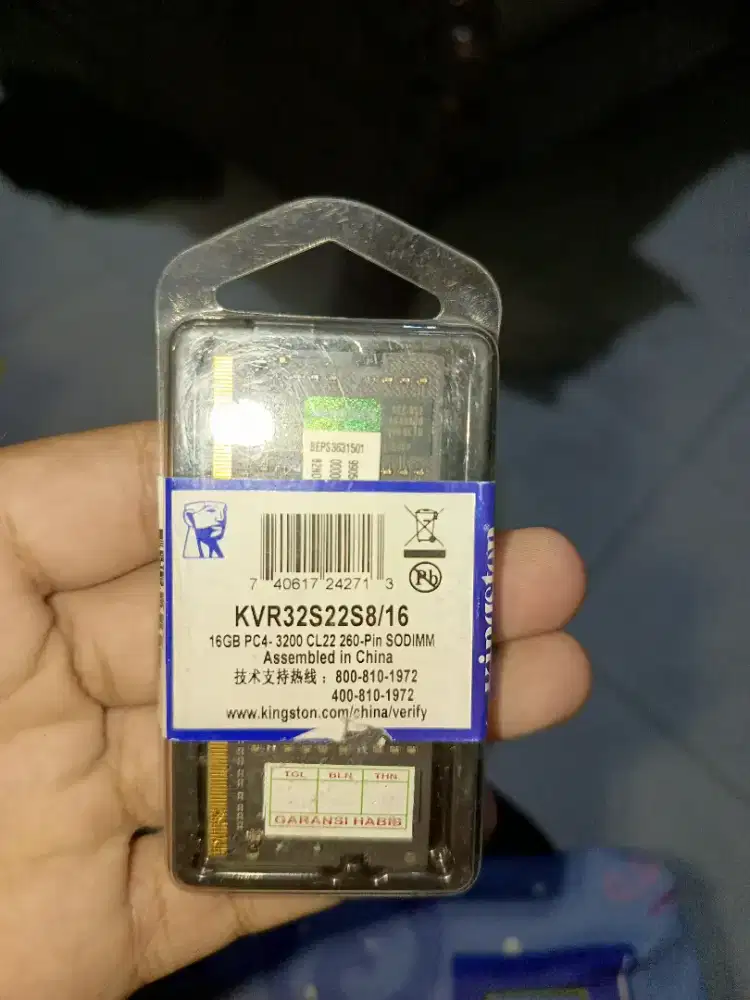 BEPS3631501
7 40617 24271 3
Pb
KVR32S22S8/16
16GB PC4- 3200 CL22 260-Pin SODIMM
Assembled in China
技术支持热线：800-810-1972
400-810-1972
www.kingston.com/china/verify
Kingston
TGL BLN THN
GARANSI HABIS